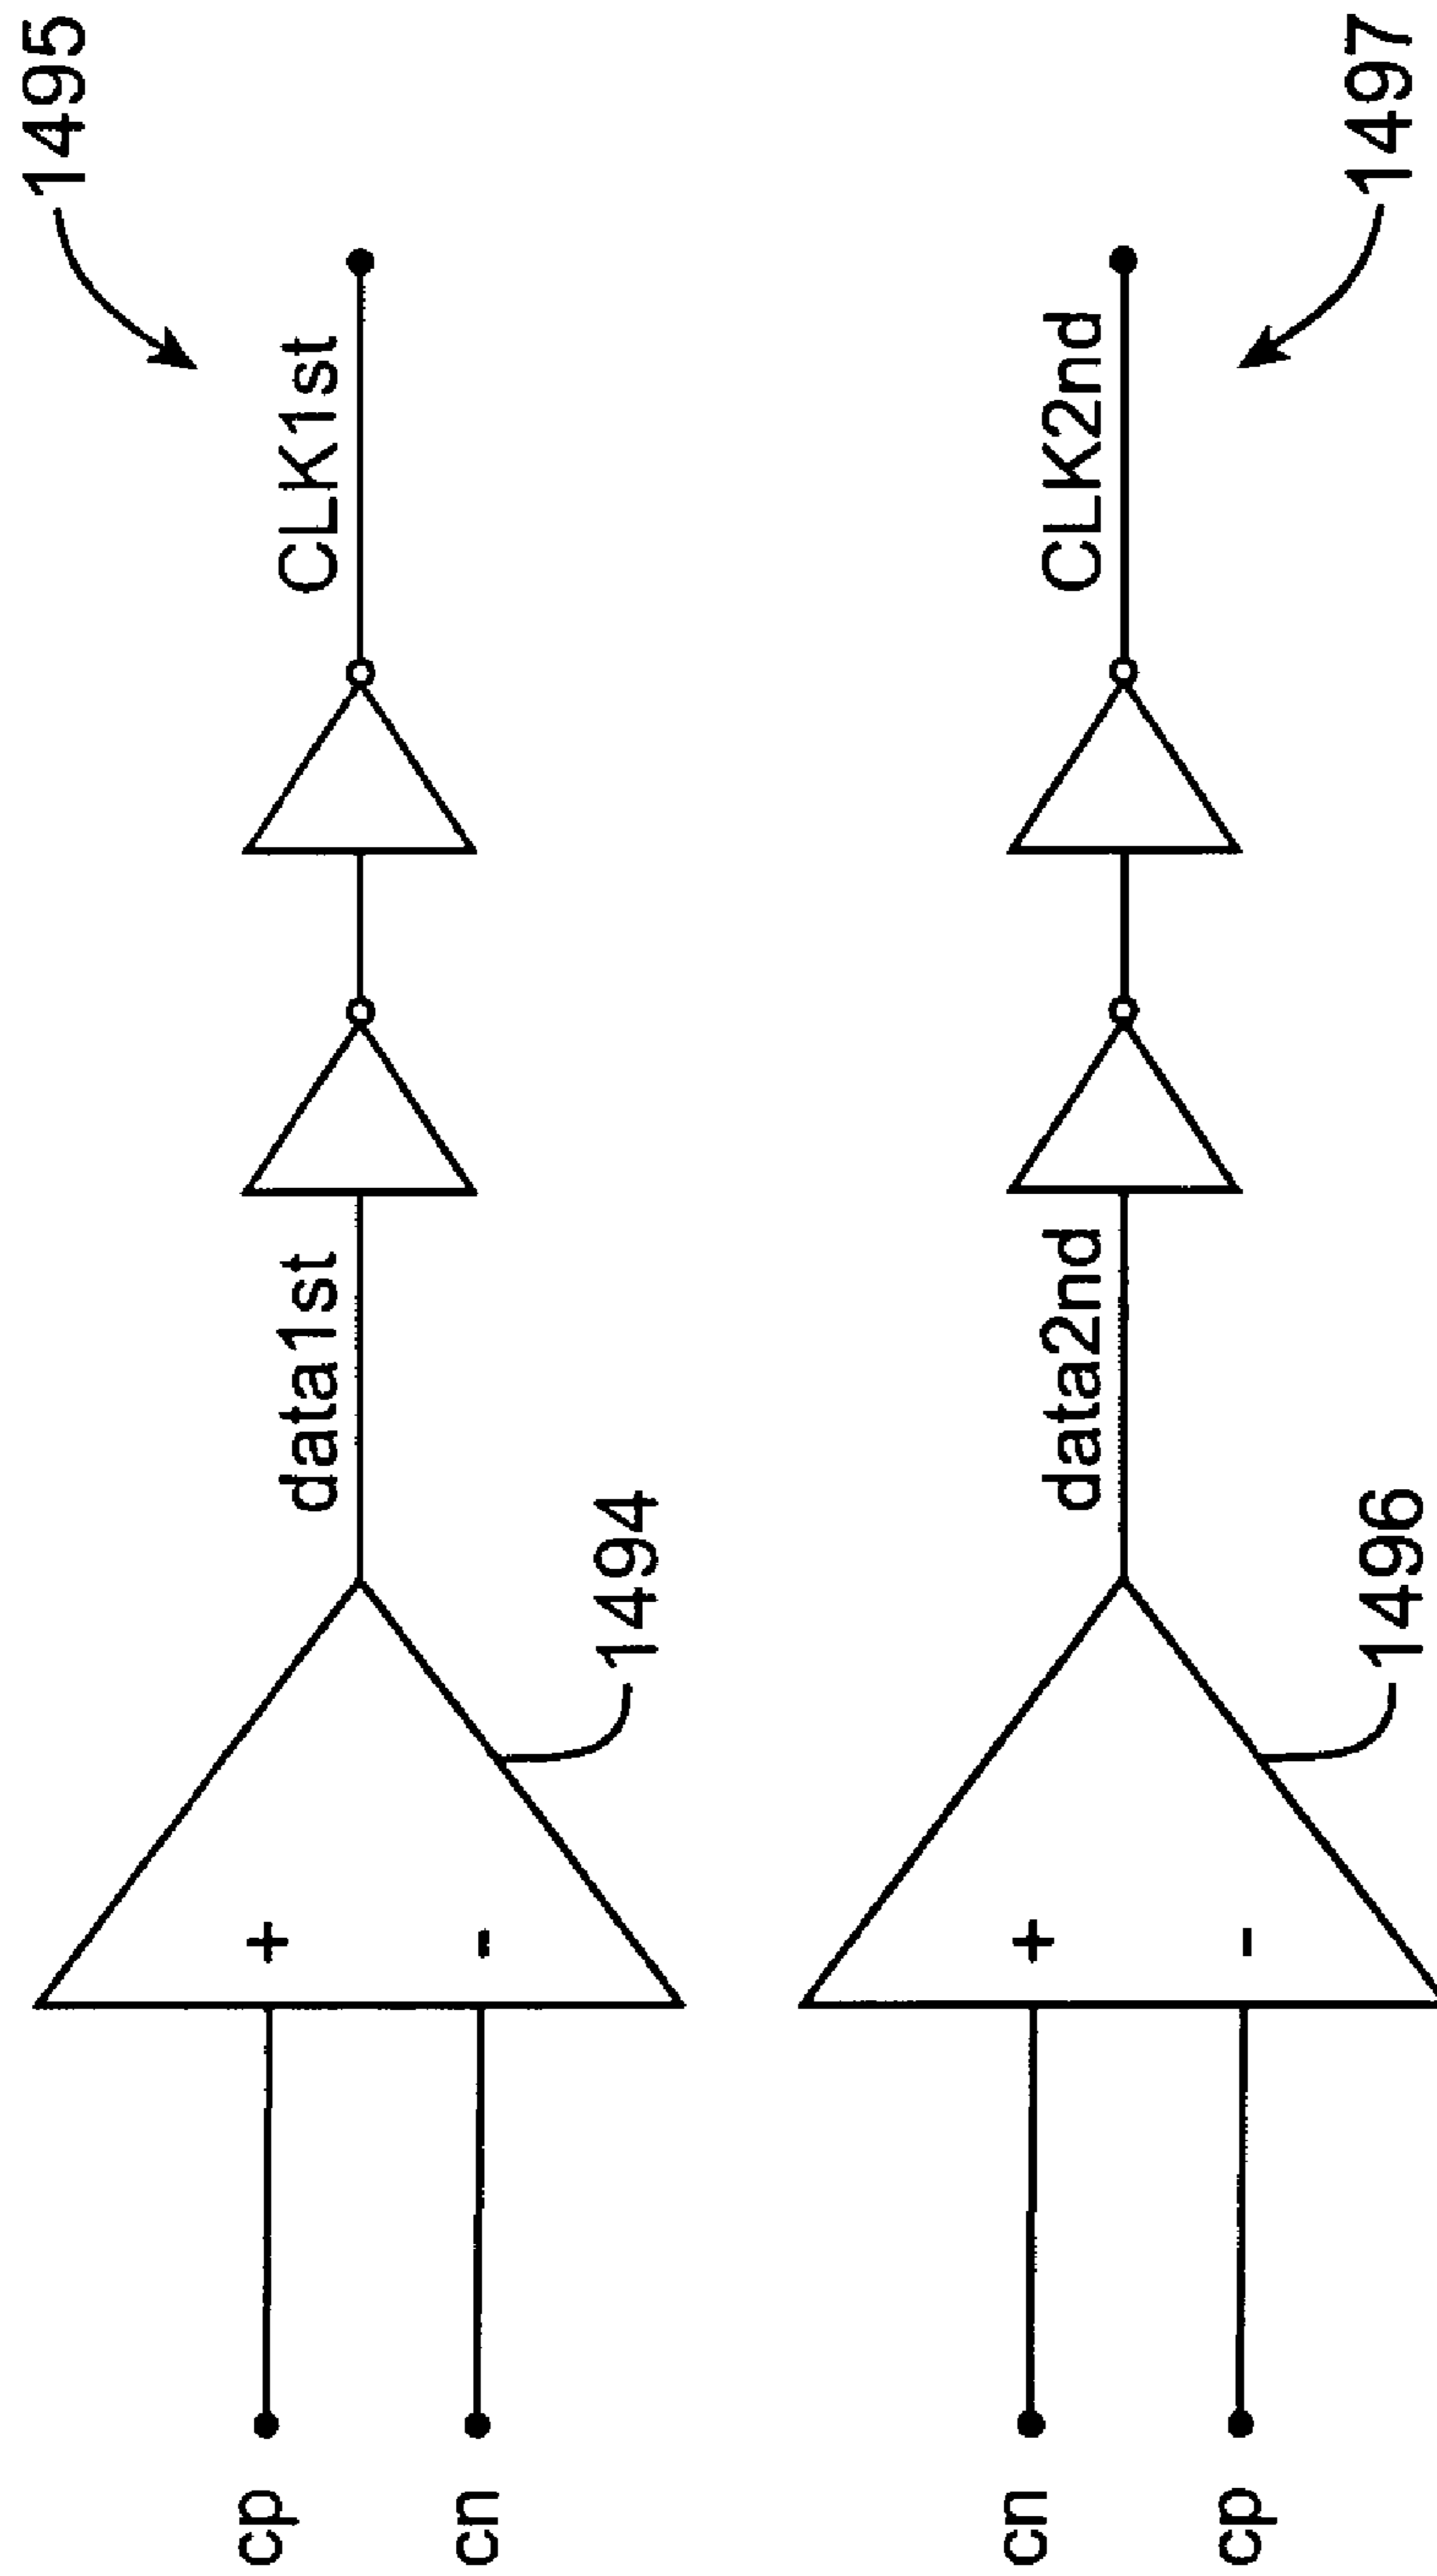 1495
cp
+
data1st
CLK1st
cn
-
1494
cn
+
data2nd
CLK2nd
cp
-
1496
1497